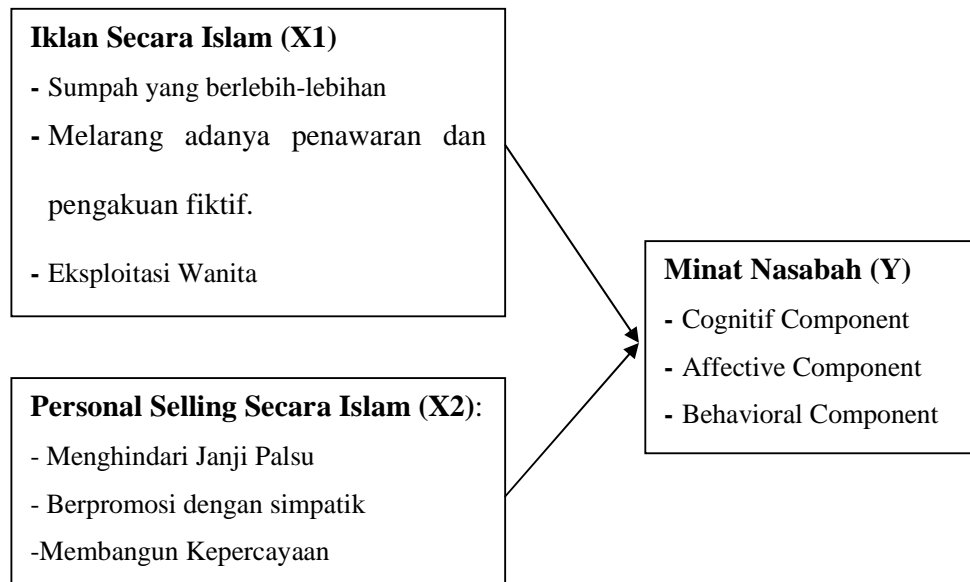 Iklan Secara Islam (X1)
- Sumpah yang berlebih-lebihan
- Melarang adanya penawaran dan
pengakuan fiktif.
- Eksploitasi Wanita
Personal Selling Secara Islam (X2):
- Menghindari Janji Palsu
- Berpromosi dengan simpatik
-Membangun Kepercayaan
Minat Nasabah (Y)
- Cognitif Component
- Affective Component
- Behavioral Component